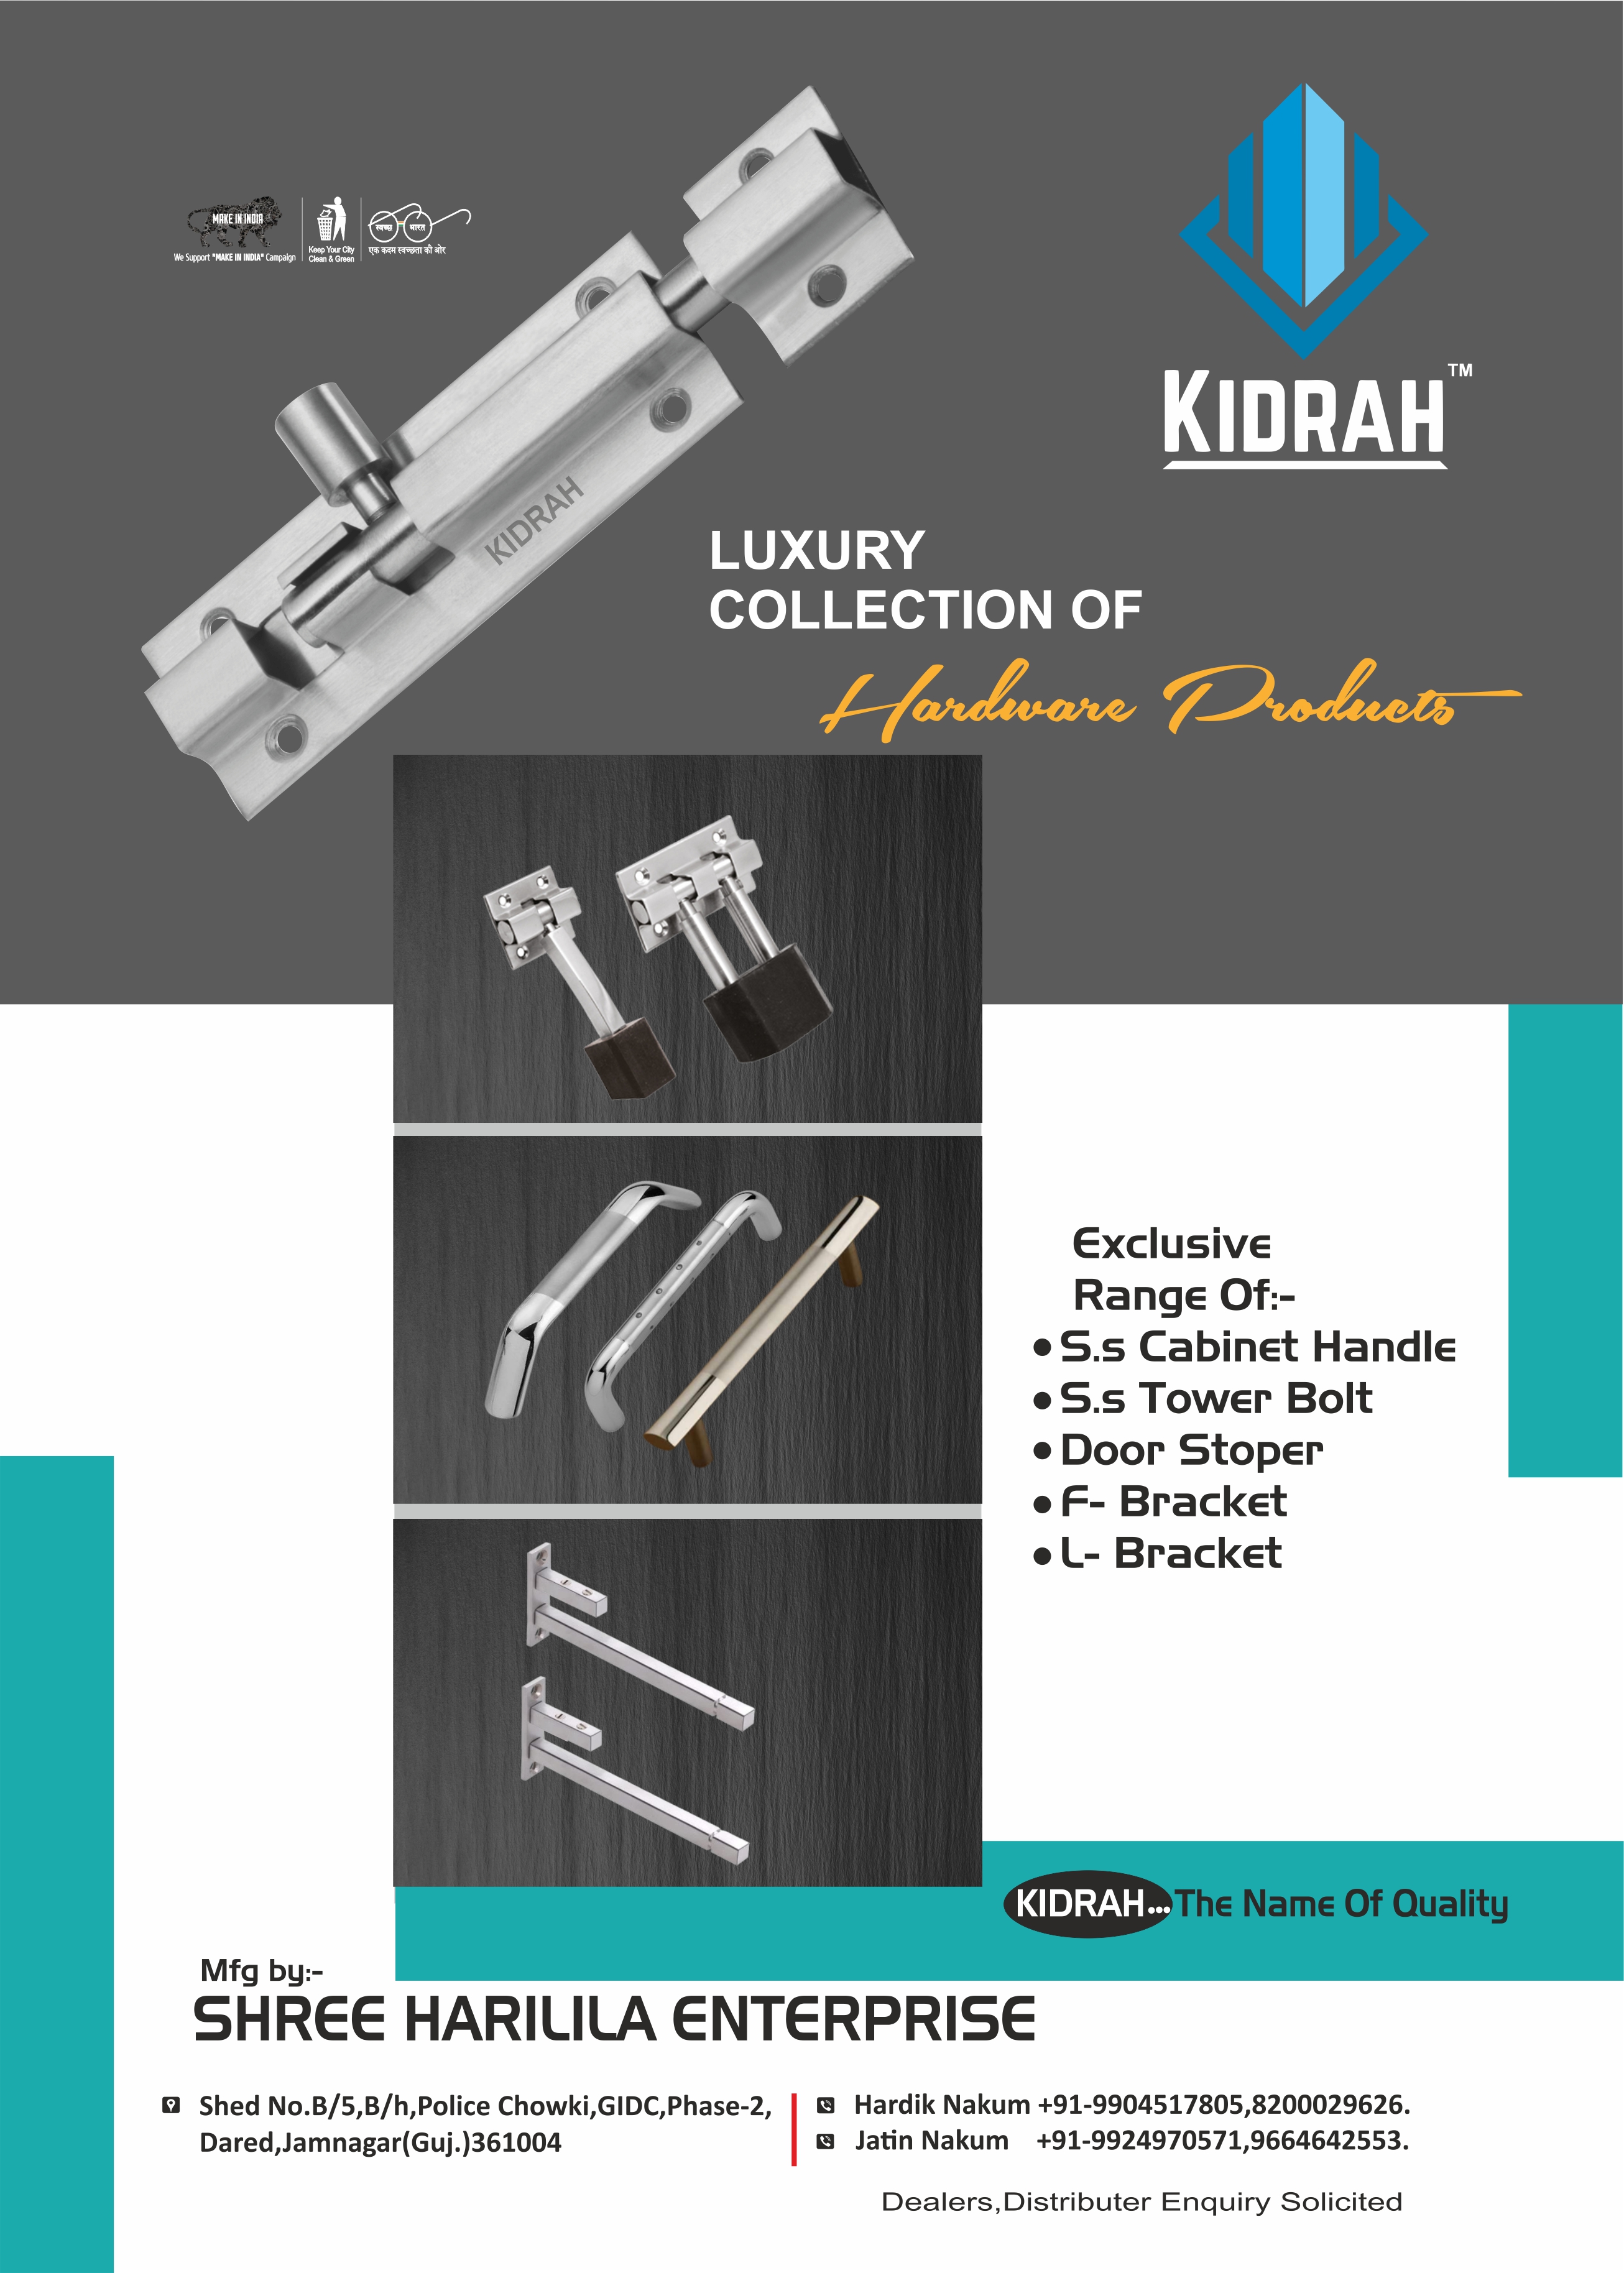 MAKE IN INDIA
We Support "MAKE IN INDIA" Campaign
Keep Your City
Clean & Green
स्वच्छ भारत
एक कदम स्वच्छता की ओर
KIDRAH
KIDRAH™
LUXURY
COLLECTION OF
Hardware Products
Exclusive
Range Of:-
• S.s Cabinet Handle
• S.s Tower Bolt
• Door Stoper
• F- Bracket
• L- Bracket
KIDRAH... The Name Of Quality
Mfg by:-
SHREE HARILILA ENTERPRISE
Shed No.B/5,B/h,Police Chowki,GIDC,Phase-2,
Dared,Jamnagar(Guj.)361004
Hardik Nakum +91-9904517805,8200029626.
Jatin Nakum +91-9924970571,9664642553.
Dealers,Distributer Enquiry Solicited